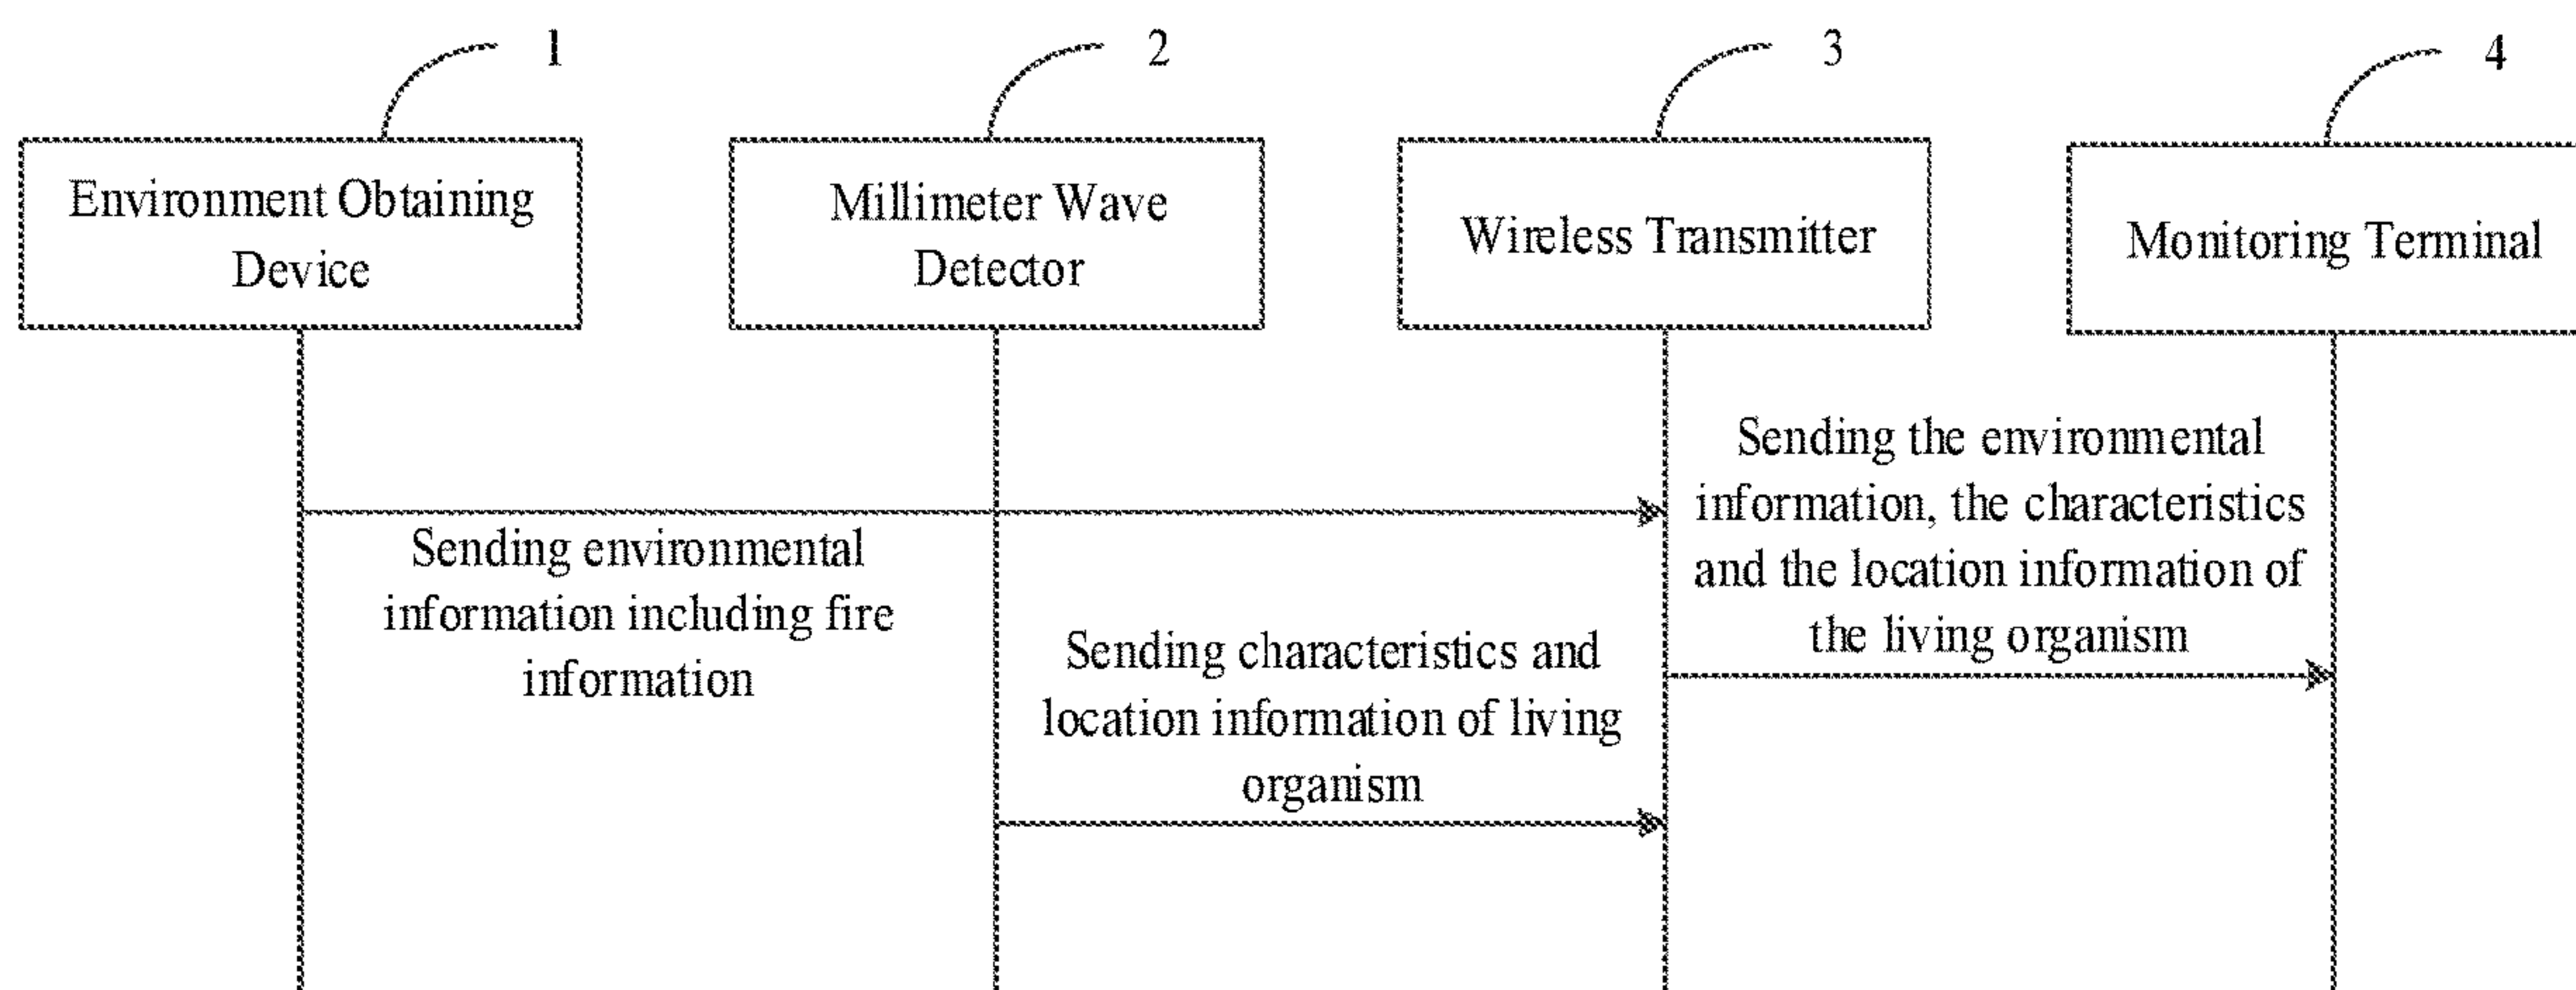 1
2
3
4
Environment Obtaining
Device
Millimeter Wave
Detector
Wireless Transmitter
Monitoring Terminal
Sending environmental
information including fire
information
Sending characteristics and
location information of living
organism
Sending the environmental
information, the characteristics
and the location information of
the living organism